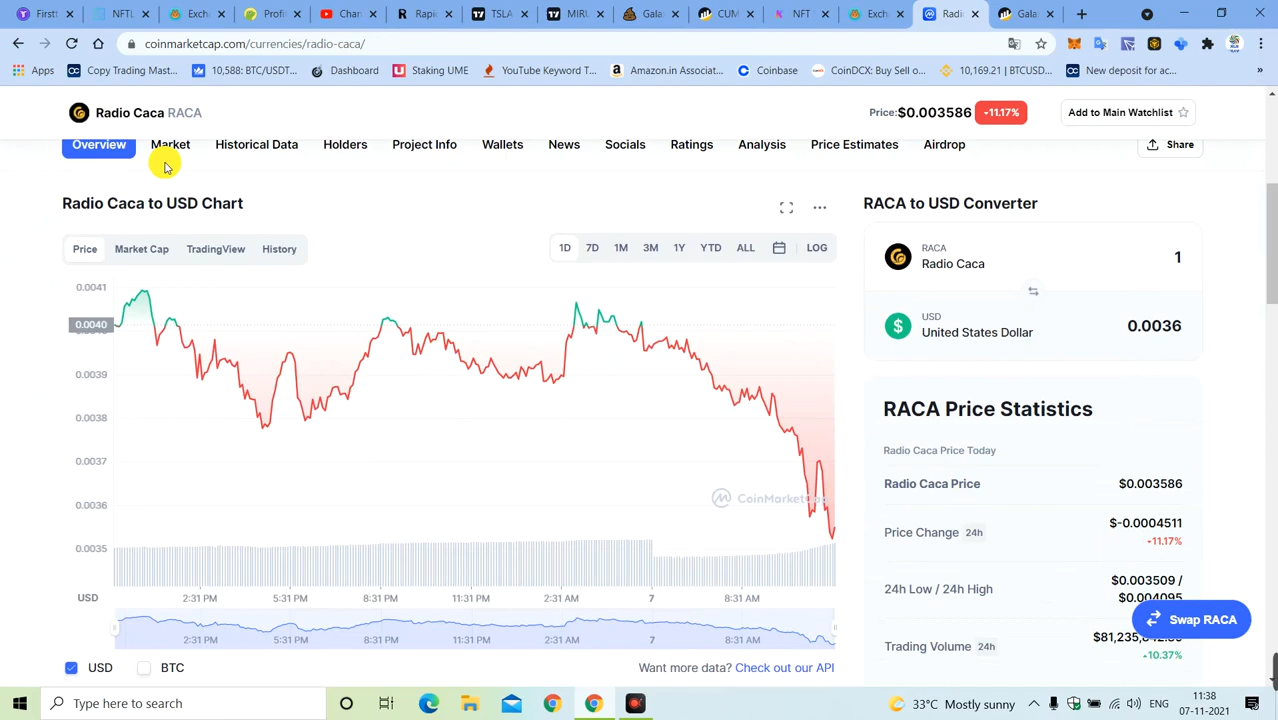 First
NFTL
Exch
Profi
Rock
Rapk
TSLA
MIRU
Gala
CUM
NFT
Exch
Radi
Gala
coinmarketcap.com/currencies/radio-caca/
Apps
Copy Trading Mast...
10,588: BTC/USDT...
Dashboard
Staking UME
YouTube Keyword T...
Amazon.in Associat...
Coinbase
CoinDCX: Buy Sell o...
10,169.21 | BTCUSD...
New deposit for ac...
»
Radio Caca RACA
Price: $0.003586 -11.17%
Add to Main Watchlist
Overview Market Historical Data Holders Project Info Wallets News Socials Ratings Analysis Price Estimates Airdrop
Share
Radio Caca to USD Chart
Price Market Cap TradingView History
1D 7D 1M 3M 1Y YTD ALL LOG
0.0041
0.0040
0.0039
0.0038
0.0037
0.0036
0.0035
CoinMarketCap
USD
2:31 PM 5:31 PM 8:31 PM 11:31 PM 2:31 AM 7 8:31 AM
2:31 PM 5:31 PM 8:31 PM 11:31 PM 2:31 AM 7 8:31 AM
USD BTC
Want more data? Check out our API
RACA to USD Converter
RACA
Radio Caca
1
USD
United States Dollar
0.0036
RACA Price Statistics
Radio Caca Price Today
Radio Caca Price $0.003586
Price Change 24h $-0.0004511
11.17%
24h Low / 24h High $0.003509 /
$0.004095
Swap RACA
Trading Volume 24h
10.37%
Type here to search
33°C Mostly sunny
ENG
11:38
07-11-2021